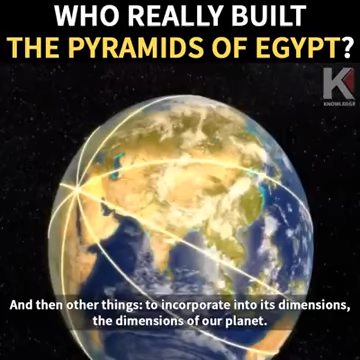 WHO REALLY BUILT
THE PYRAMIDS OF EGYPT?
K
KNOWLEDGE
And then other things: to incorporate into its dimensions,
the dimensions of our planet.